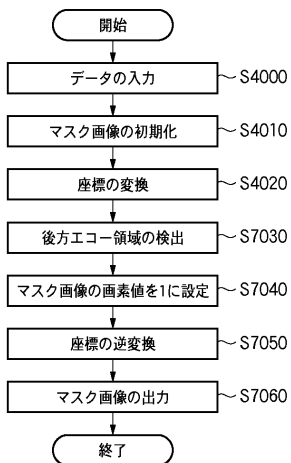 開始
データの入力 S4000
マスク画像の初期化 S4010
座標の変換 S4020
後方エコー領域の検出 S7030
マスク画像の画素値を1に設定 S7040
座標の逆変換 S7050
マスク画像の出力 S7060
終了